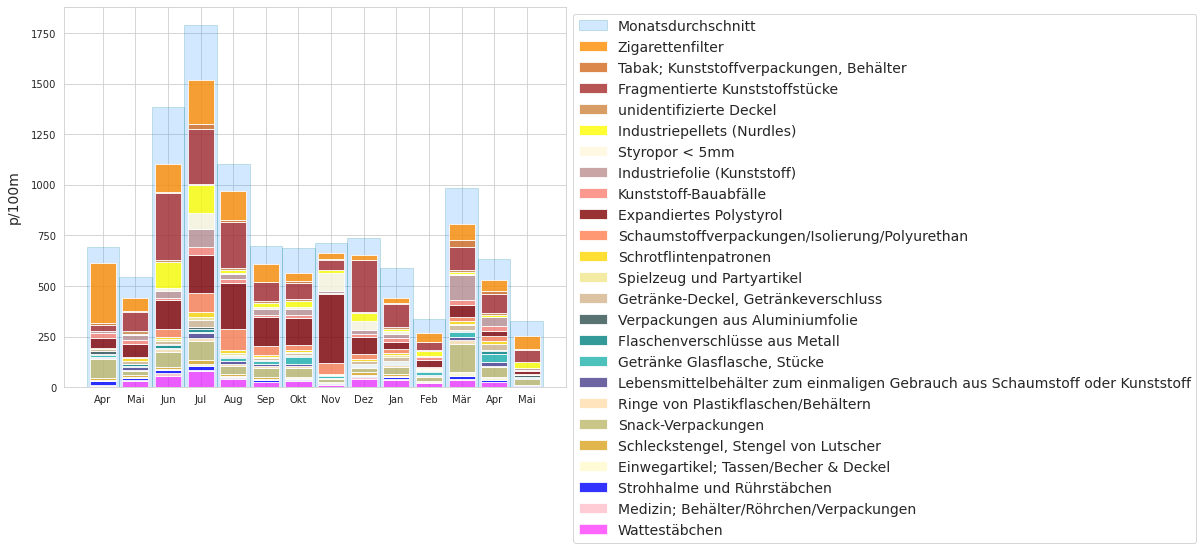 p/100m
1750
1500
1250
1000
750
500
250
0
Apr Mai Jun Jul Aug Sep Okt Nov Dez Jan Feb Mär Apr Mai
Monatsdurchschnitt
Zigarettenfilter
Tabak; Kunststoffverpackungen, Behälter
Fragmentierte Kunststoffstücke
unidentifizierte Deckel
Industriepellets (Nurdles)
Styropor < 5mm
Industriefolie (Kunststoff)
Kunststoff-Bauabfälle
Expandiertes Polystyrol
Schaumstoffverpackungen/Isolierung/Polyurethan
Schrotflintenpatronen
Spielzeug und Partyartikel
Getränke-Deckel, Getränkeverschluss
Verpackungen aus Aluminiumfolie
Flaschenverschlüsse aus Metall
Getränke Glasflasche, Stücke
Lebensmittelbehälter zum einmaligen Gebrauch aus Schaumstoff oder Kunststoff
Ringe von Plastikflaschen/Behältern
Snack-Verpackungen
Schleckstengel, Stengel von Lutscher
Einwegartikel; Tassen/Becher & Deckel
Strohhalme und Rührstäbchen
Medizin; Behälter/Röhrchen/Verpackungen
Wattestäbchen